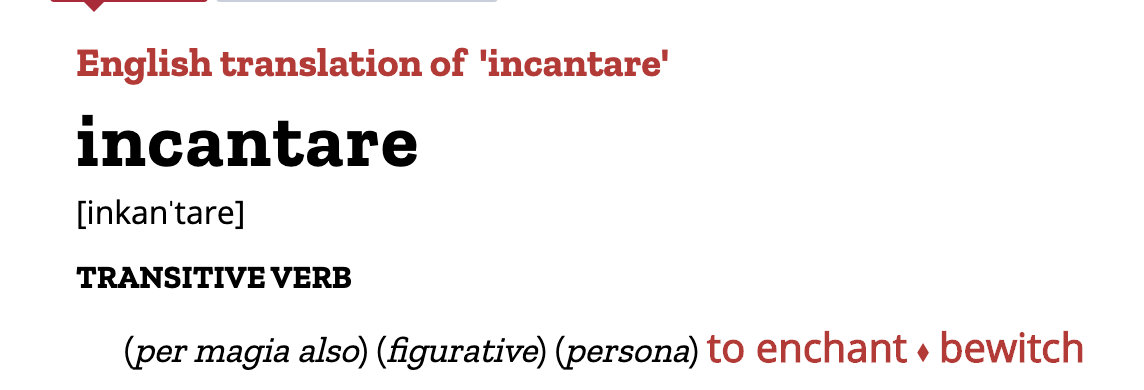 English translation of 'incantare'
incantare
[inkanˈtare]
TRANSITIVE VERB
(per magia also) (figurative) (persona) to enchant ♦ bewitch